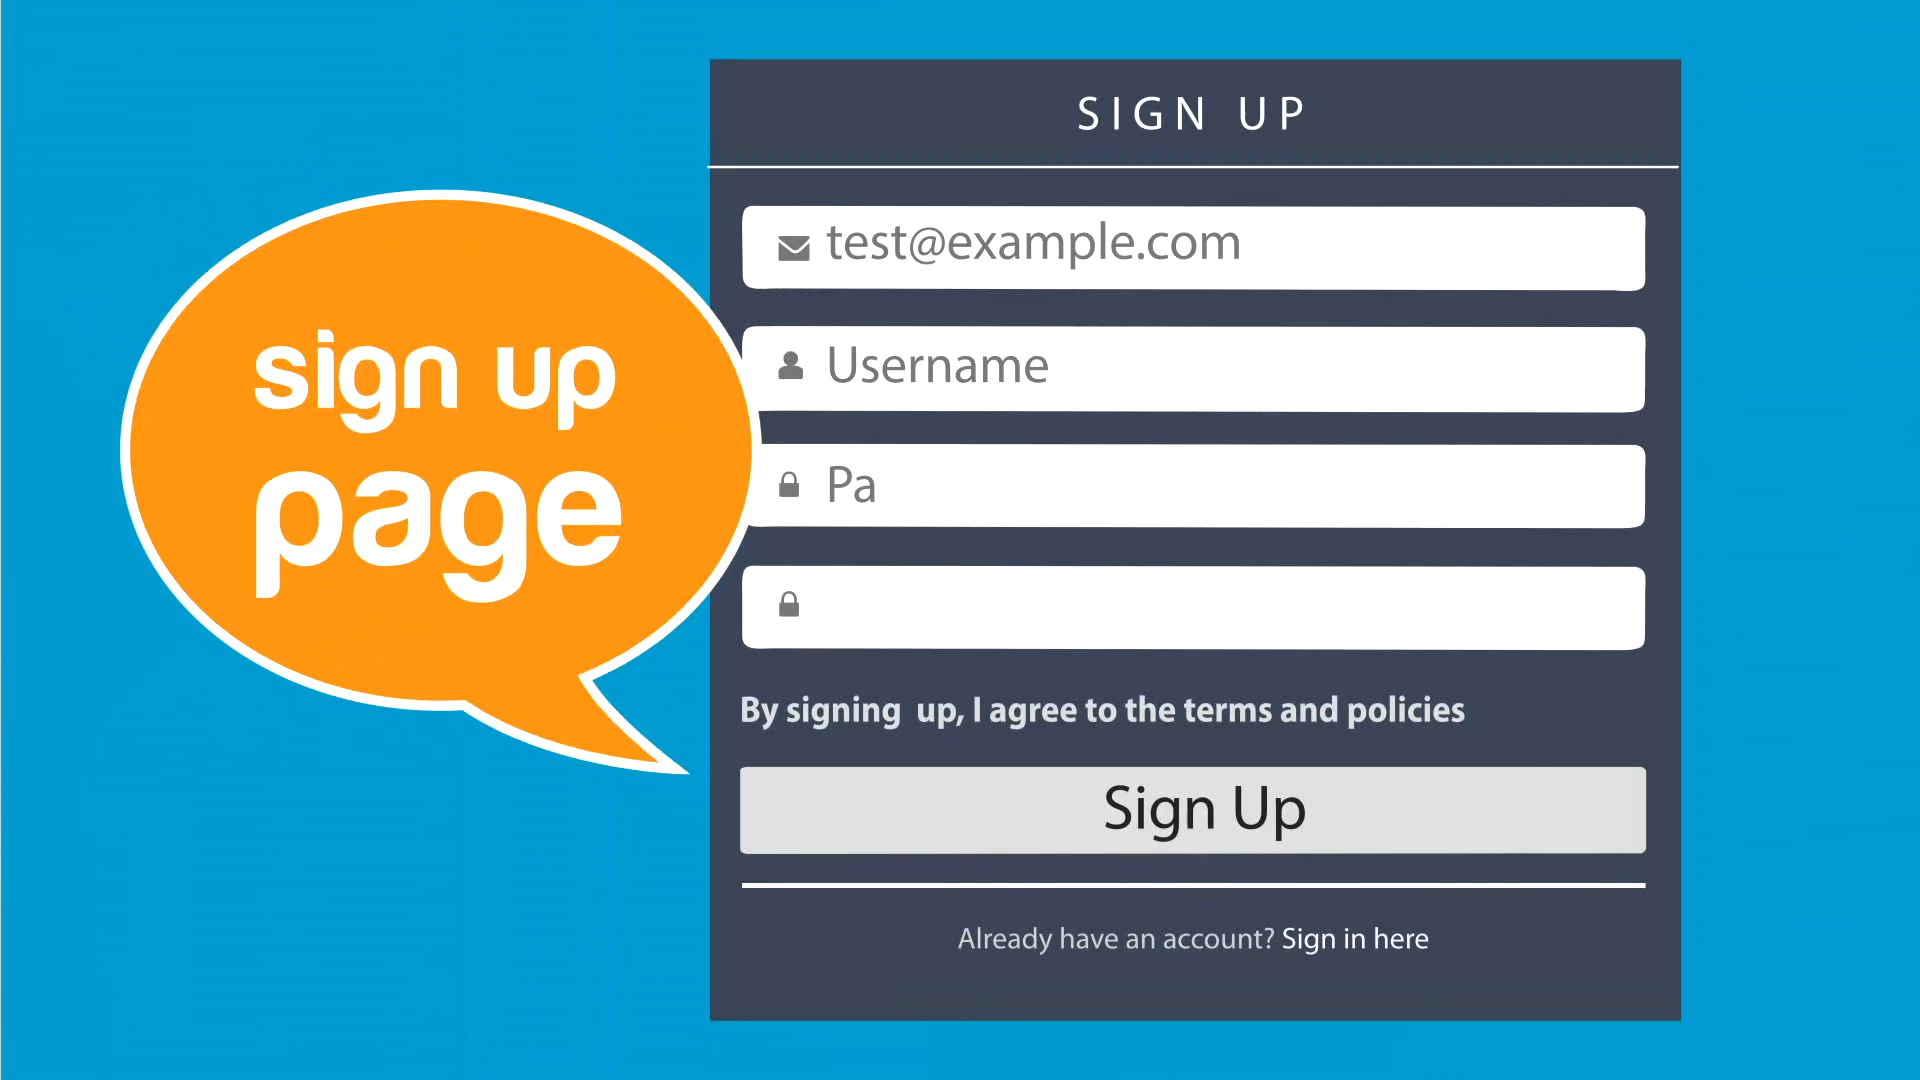 sign up
page
SIGN UP
test@example.com
Username
Pa
By signing up, I agree to the terms and policies
Sign Up
Already have an account? Sign in here